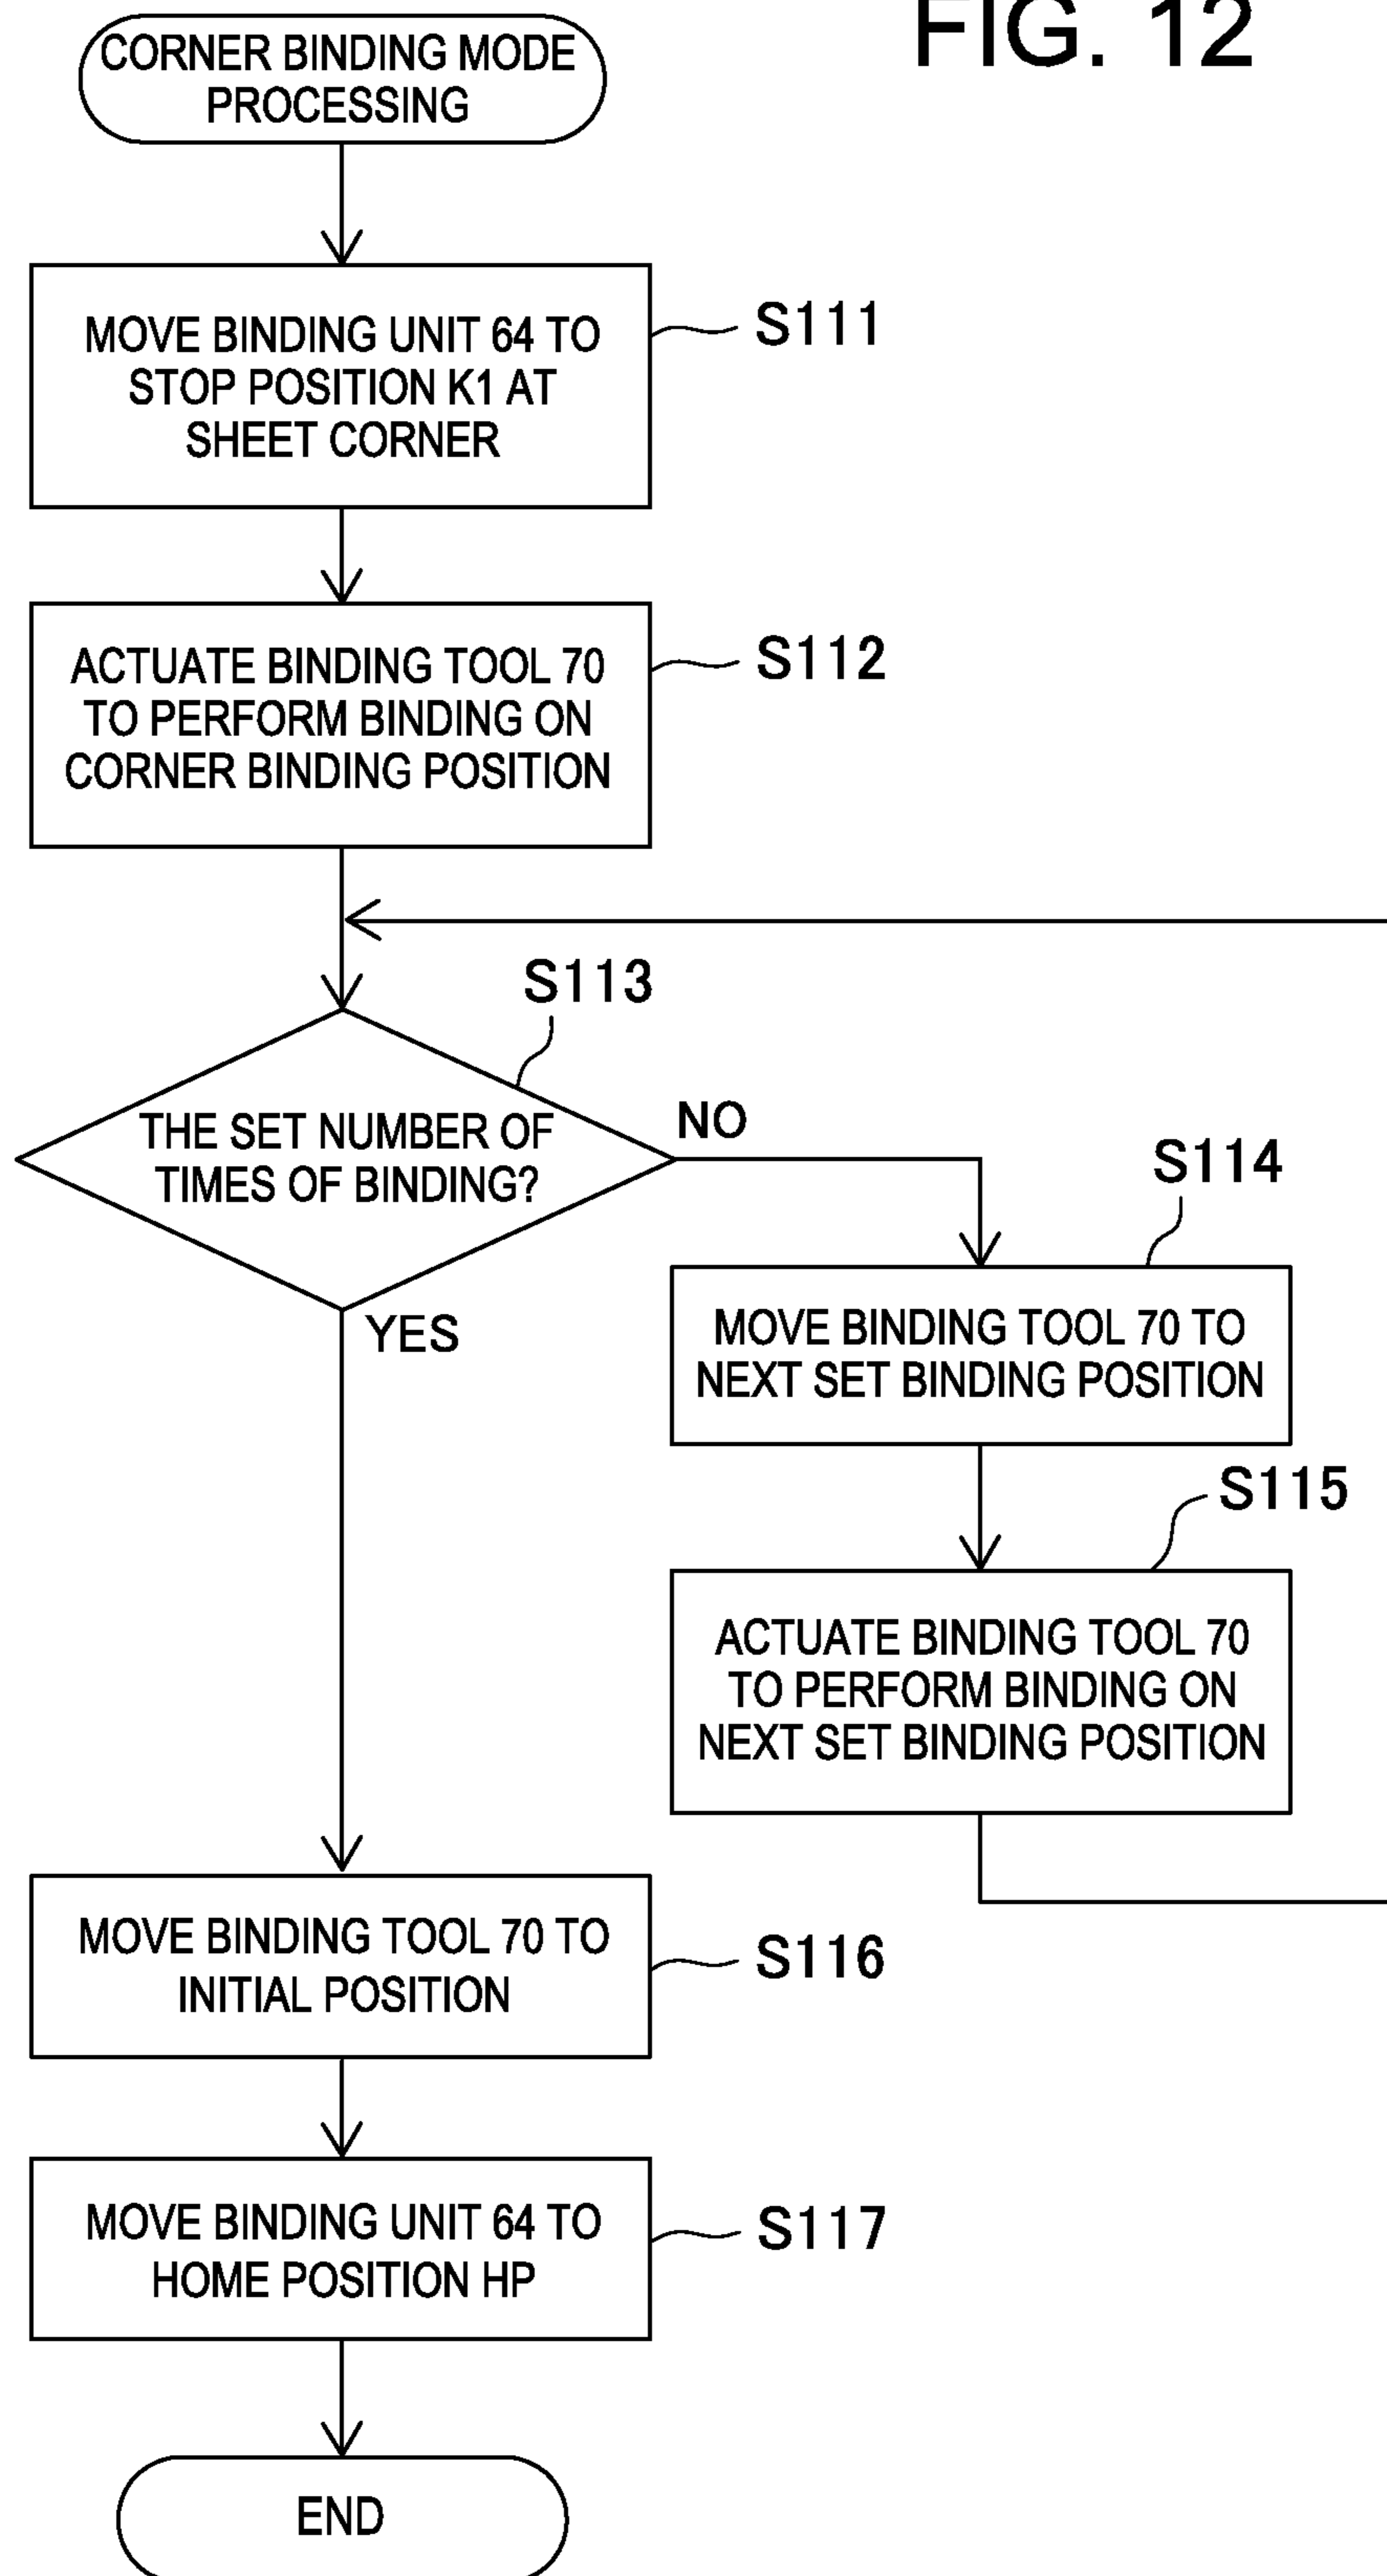 FIG. 12
CORNER BINDING MODE
PROCESSING
MOVE BINDING UNIT 64 TO
STOP POSITION K1 AT
SHEET CORNER
S111
ACTUATE BINDING TOOL 70
TO PERFORM BINDING ON
CORNER BINDING POSITION
S112
S113
THE SET NUMBER OF
TIMES OF BINDING?
NO
YES
S114
MOVE BINDING TOOL 70 TO
NEXT SET BINDING POSITION
S115
ACTUATE BINDING TOOL 70
TO PERFORM BINDING ON
NEXT SET BINDING POSITION
MOVE BINDING TOOL 70 TO
INITIAL POSITION
S116
MOVE BINDING UNIT 64 TO
HOME POSITION HP
S117
END